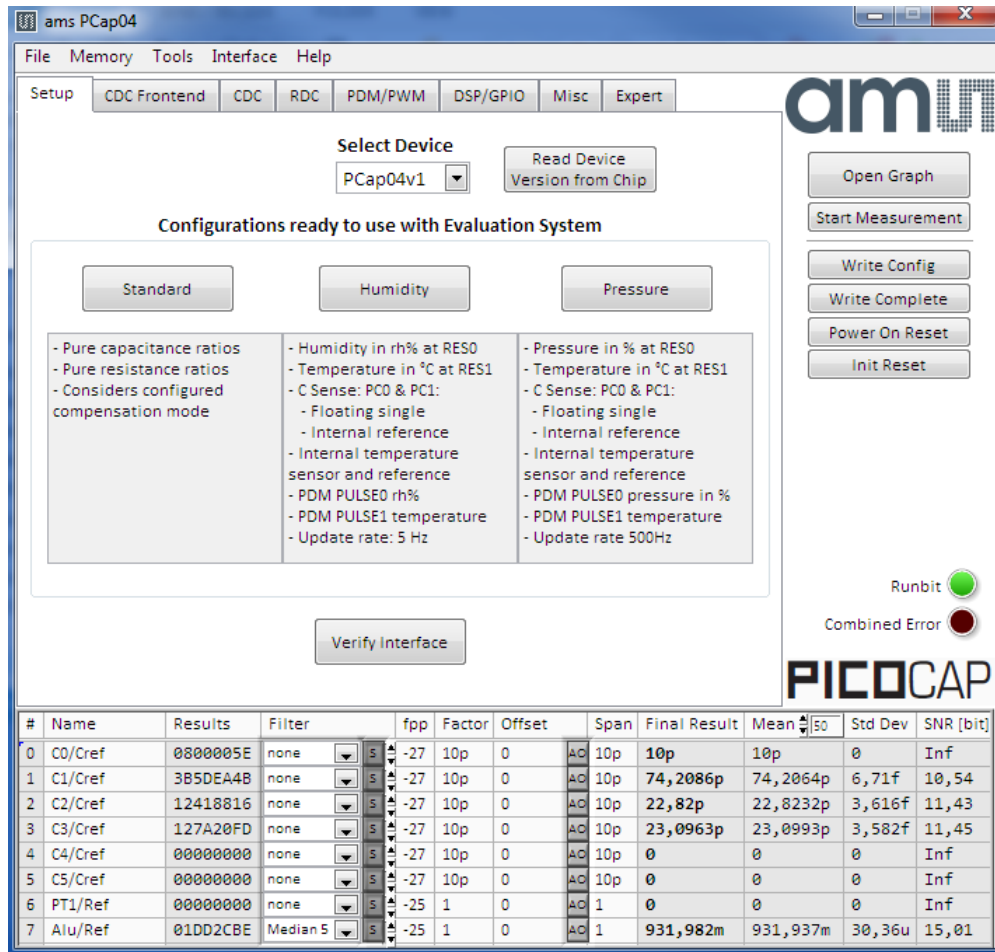 ams PCap04
File Memory Tools Interface Help
Setup CDC Frontend CDC RDC PDM/PWM DSP/GPIO Misc Expert
am
Select Device
PCap04v1
Read Device
Version from Chip
Open Graph
Start Measurement
Configurations ready to use with Evaluation System
Write Config
Write Complete
Power On Reset
Init Reset
Standard
- Pure capacitance ratios
- Pure resistance ratios
- Considers configured
compensation mode
Humidity
- Humidity in rh% at RES0
- Temperature in °C at RES1
- C Sense: PC0 & PC1:
- Floating single
- Internal reference
- Internal temperature
sensor and reference
- PDM PULSE0 rh%
- PDM PULSE1 temperature
- Update rate: 5 Hz
Pressure
- Pressure in % at RES0
- Temperature in °C at RES1
- C Sense: PC0 & PC1:
- Floating single
- Internal reference
- Internal temperature
sensor and reference
- PDM PULSE0 pressure in %
- PDM PULSE1 temperature
- Update rate 500Hz
Runbit
Combined Error
Verify Interface
PICOCAP
# Name Results Filter fpp Factor Offset Span Final Result Mean 50 Std Dev SNR [bit]
0 C0/Cref 0800005E none S -27 10p 0 AO 10p 10p 10p 0 Inf
1 C1/Cref 3B5DEA4B none S -27 10p 0 AO 10p 74,2086p 74,2064p 6,71f 10,54
2 C2/Cref 12418816 none S -27 10p 0 AO 10p 22,82p 22,8232p 3,616f 11,43
3 C3/Cref 127A20FD none S -27 10p 0 AO 10p 23,0963p 23,0993p 3,582f 11,45
4 C4/Cref 00000000 none S -27 10p 0 AO 10p 0 0 0 Inf
5 C5/Cref 00000000 none S -27 10p 0 AO 10p 0 0 0 Inf
6 PT1/Ref 00000000 none S -25 1 0 AO 1 0 0 0 Inf
7 Alu/Ref 01DD2CBE Median 5 S -25 1 0 AO 1 931,982m 931,937m 30,36u 15,01